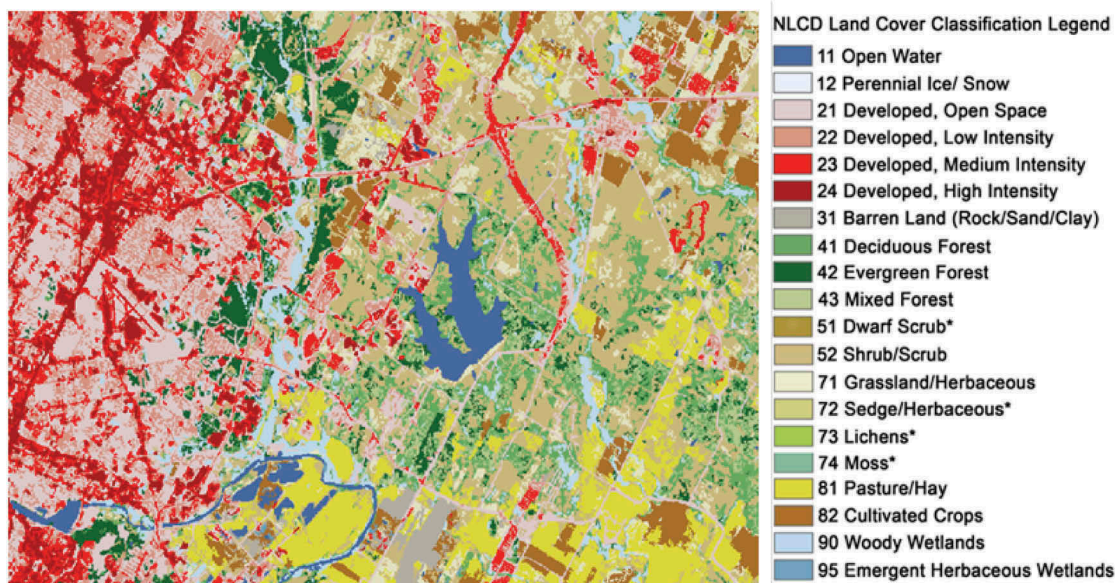 NLCD Land Cover Classification Legend
11 Open Water
12 Perennial Ice/ Snow
21 Developed, Open Space
22 Developed, Low Intensity
23 Developed, Medium Intensity
24 Developed, High Intensity
31 Barren Land (Rock/Sand/Clay)
41 Deciduous Forest
42 Evergreen Forest
43 Mixed Forest
51 Dwarf Scrub*
52 Shrub/Scrub
71 Grassland/Herbaceous
72 Sedge/Herbaceous*
73 Lichens*
74 Moss*
81 Pasture/Hay
82 Cultivated Crops
90 Woody Wetlands
95 Emergent Herbaceous Wetlands